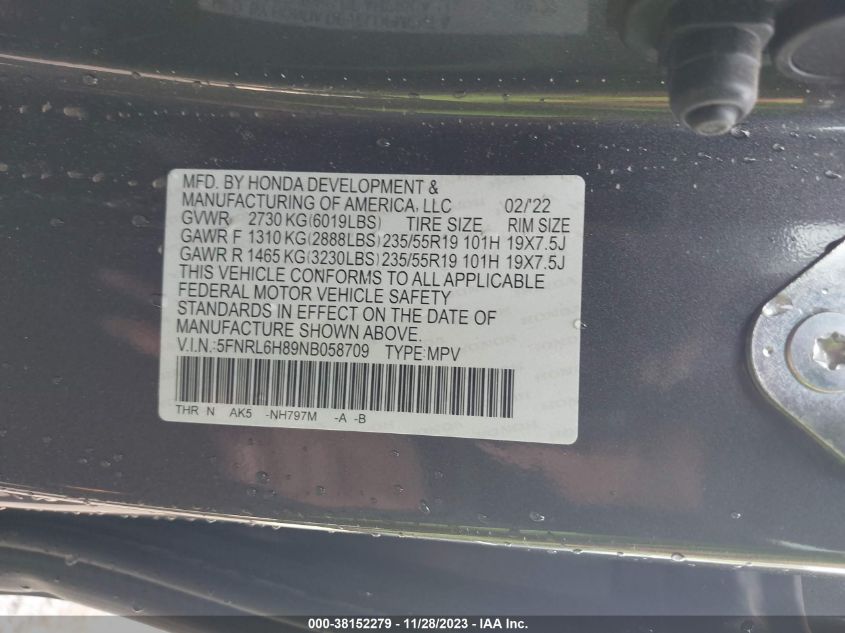 MFD. BY HONDA DEVELOPMENT &
MANUFACTURING OF AMERICA, LLC 02/'22
GVWR 2730 KG(6019LBS) TIRE SIZE RIM SIZE
GAWR F 1310 KG(2888LBS) 235/55R19 101H 19X7.5J
GAWR R 1465 KG(3230LBS) 235/55R19 101H 19X7.5J
THIS VEHICLE CONFORMS TO ALL APPLICABLE
FEDERAL MOTOR VEHICLE SAFETY
STANDARDS IN EFFECT ON THE DATE OF
MANUFACTURE SHOWN ABOVE.
V.I.N.:5FNRL6H89NB058709 TYPE:MPV
THR N AK5 -NH797M -A -B
000-38152279 - 11/28/2023 - IAA Inc.